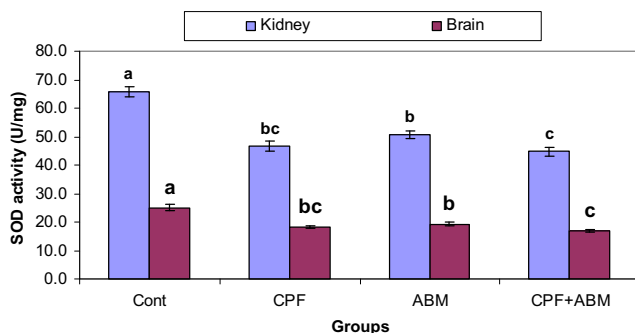 Kidney Brain
80.0
70.0
60.0
50.0
40.0
30.0
20.0
10.0
0.0
SOD activity (U/mg)
a
a
bc
bc
b
b
c
c
Cont CPF ABM CPF+ABM
Groups